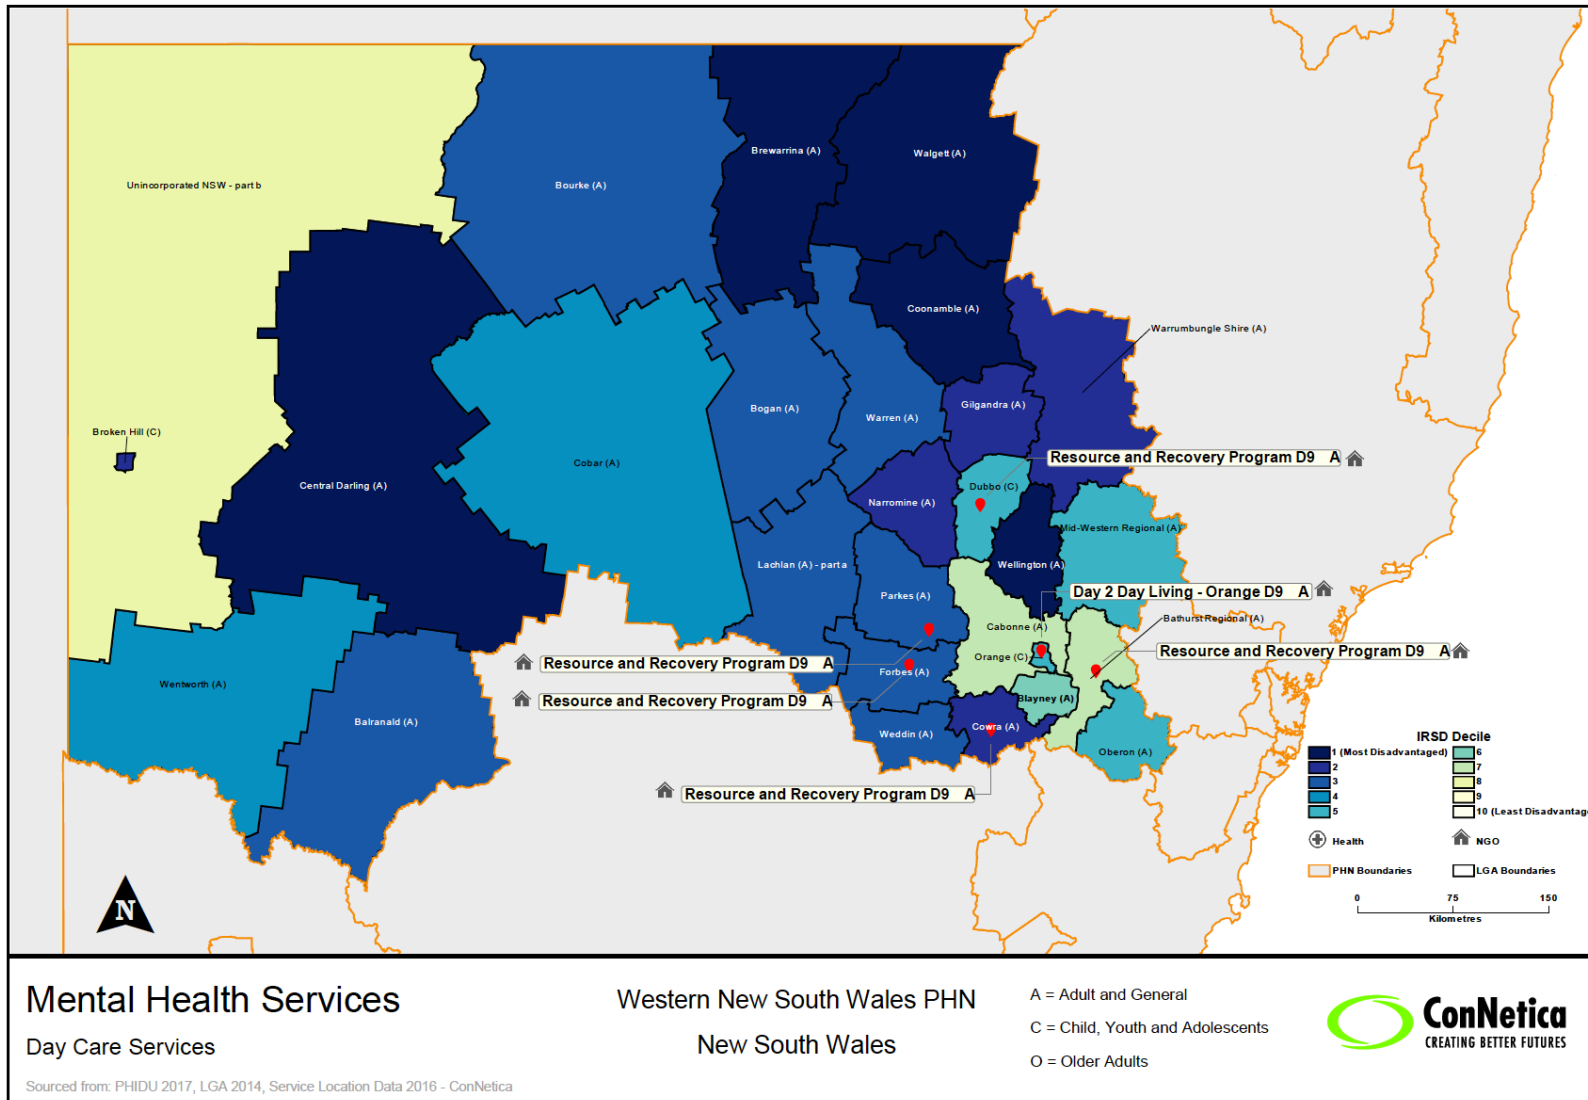 Unincorporated NSW - part b
Bourke (A)
Brewarrina (A)
Walgett (A)
Coonamble (A)
Warrumbungle Shire (A)
Broken Hill (C)
Central Darling (A)
Cobar (A)
Bogan (A)
Warren (A)
Gilgandra (A)
Resource and Recovery Program D9 A
Dubbo (C)
Narromine (A)
Mid-Western Regional (A)
Lachlan (A) - part a
Wellington (A)
Parkes (A)
Day 2 Day Living - Orange D9 A
Cabonne (A)
Bathurst Regional (A)
Orange (C)
Resource and Recovery Program D9 A
Resource and Recovery Program D9 A
Forbes (A)
Wentworth (A)
Resource and Recovery Program D9 A
Blayney (A)
Balranald (A)
Weddin (A)
Cowra (A)
Oberon (A)
Resource and Recovery Program D9 A
IRSD Decile
1 (Most Disadvantaged)
2
3
4
5
6
7
8
9
10 (Least Disadvantage
Health
NGO
PHN Boundaries
LGA Boundaries
0 75 150
Kilometres
N
Mental Health Services
Day Care Services
Sourced from: PHIDU 2017, LGA 2014, Service Location Data 2016 - ConNetica
Western New South Wales PHN
New South Wales
A = Adult and General
C = Child, Youth and Adolescents
O = Older Adults
ConNetica
CREATING BETTER FUTURES